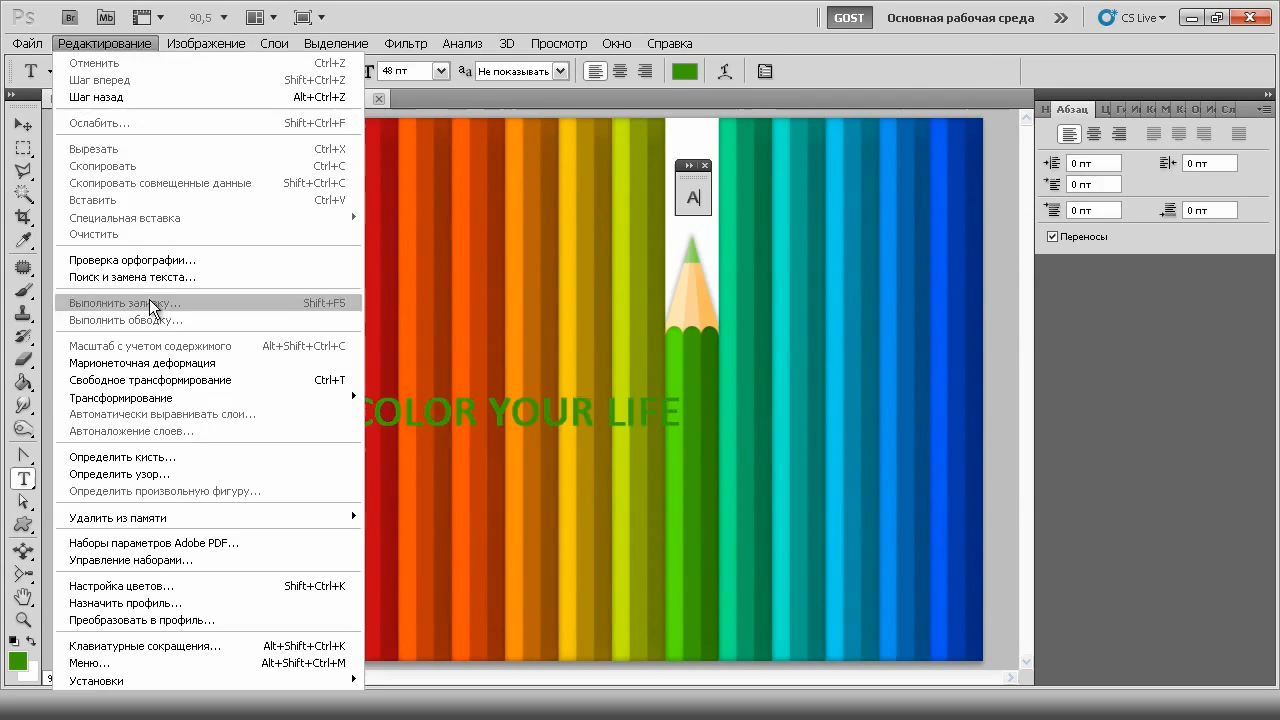 Ps Br Mb 90,5 GOST Основная рабочая среда CS Live
Файл Редактирование Изображение Слои Выделение Фильтр Анализ 3D Просмотр Окно Справка
T T 48 пт aа Не показывать
Отменить Ctrl+Z
Шаг вперед Shift+Ctrl+Z
Шаг назад Alt+Ctrl+Z
Ослабить... Shift+Ctrl+F
Вырезать Ctrl+X
Скопировать Ctrl+C
Скопировать совмещенные данные Shift+Ctrl+C
Вставить Ctrl+V
Специальная вставка
Очистить
Проверка орфографии...
Поиск и замена текста...
Выполнить заливку... Shift+F5
Выполнить обводку...
Масштаб с учетом содержимого Alt+Shift+Ctrl+C
Марионеточная деформация
Свободное трансформирование Ctrl+T
Трансформирование
Автоматически выравнивать слои...
Автоналожение слоев...
Определить кисть...
Определить узор...
Определить произвольную фигуру...
Удалить из памяти
Наборы параметров Adobe PDF...
Управление наборами...
Настройка цветов... Shift+Ctrl+K
Назначить профиль...
Преобразовать в профиль...
Клавиатурные сокращения... Alt+Shift+Ctrl+K
Меню... Alt+Shift+Ctrl+M
Установки
A
COLOR YOUR LIFE
Абзац
0 пт 0 пт
0 пт
0 пт 0 пт
Переносы